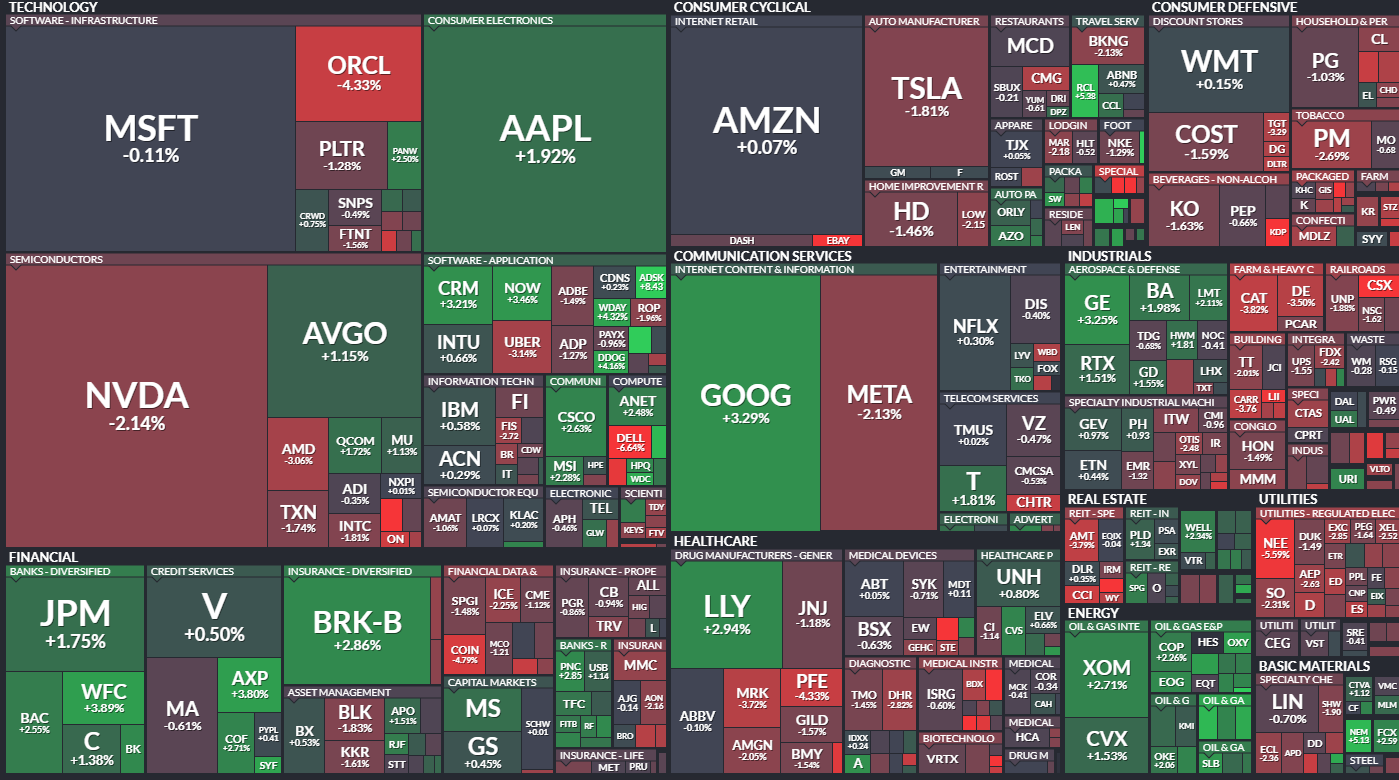 TECHNOLOGY
SOFTWARE - INFRASTRUCTURE
MSFT
-0.11%
ORCL
-4.33%
PLTR
-1.28%
PANW
+2.50%
CRWD
+0.75%
SNPS
-0.49%
FTNT
-1.56%
CONSUMER ELECTRONICS
AAPL
+1.92%
SEMICONDUCTORS
NVDA
-2.14%
AVGO
+1.15%
AMD
-3.06%
QCOM
+1.72%
MU
+1.13%
TXN
-1.74%
ADI
-0.35%
NXPI
+0.01%
INTC
-1.81%
ON
SOFTWARE - APPLICATION
CRM
+3.21%
NOW
+3.46%
ADBE
-1.49%
CDNS
+0.23%
ADSK
+8.43
INTU
+0.66%
UBER
-3.14%
ADP
-1.27%
WDAY
+4.32%
ROP
-1.96%
PAYX
-0.96%
DDOG
+4.16%
INFORMATION TECHN
IBM
+0.58%
FI
FIS
-2.72
ACN
+0.29%
BR
CDW
IT
COMMUNI
CSCO
+2.63%
MSI
+2.28%
HPE
COMPUTE
ANET
+2.48%
DELL
-6.64%
HPQ
WDC
SEMICONDUCTOR EQU
AMAT
-1.06%
LRCX
+0.07%
KLAC
+0.20%
ELECTRONIC
APH
-0.46%
TEL
GLW
SCIENTI
TDY
KEYS
FTV
CONSUMER CYCLICAL
INTERNET RETAIL
AMZN
+0.07%
DASH
EBAY
AUTO MANUFACTURER
TSLA
-1.81%
GM
F
HOME IMPROVEMENT R
HD
-1.46%
LOW
-2.15
RESTAURANTS
MCD
SBUX
-0.21
CMG
YUM
-0.61
DRI
DPZ
TRAVEL SERV
BKNG
-2.13%
RCL
+5.38
ABNB
+0.47%
CCL
APPARE
TJX
+0.05%
ROST
LODGIN
MAR
-2.18
HLT
-0.52
FOOT
NKE
-1.29%
AUTO PA
ORLY
AZO
PACKA
SW
SPECIAL
RESIDE
LEN
CONSUMER DEFENSIVE
DISCOUNT STORES
WMT
+0.15%
COST
-1.59%
TGT
-3.29
DG
DLTR
HOUSEHOLD & PER
PG
-1.03%
CL
EL
CHD
TOBACCO
PM
-2.69%
MO
-0.68
BEVERAGES - NON-ALCOH
KO
-1.63%
PEP
-0.66%
KDP
PACKAGED
KHC
GIS
K
FARM
CONFECTI
MDLZ
KR
STZ
SYY
COMMUNICATION SERVICES
INTERNET CONTENT & INFORMATION
GOOG
+3.29%
META
-2.13%
ENTERTAINMENT
NFLX
+0.30%
DIS
-0.40%
LYV
WBD
TKO
FOX
TELECOM SERVICES
TMUS
+0.02%
VZ
-0.47%
T
+1.81%
CMCSA
-0.53%
CHTR
ELECTRONI
ADVERT
INDUSTRIALS
AEROSPACE & DEFENSE
GE
+3.25%
BA
+1.98%
LMT
+2.11%
RTX
+1.51%
TDG
-0.68%
HWM
+1.81
NOC
-0.41
GD
+1.55%
LHX
TXT
FARM & HEAVY C
CAT
-3.82%
DE
-3.50%
PCAR
RAILROADS
UNP
-1.88%
CSX
NSC
-1.62
BUILDING
TT
-2.01%
JCI
CARR
-3.76
LII
INTEGRA
UPS
-1.55
FDX
-2.42
WASTE
WM
-0.28
RSG
-0.15
SPECIALTY INDUSTRIAL MACHI
GEV
+0.97%
PH
+0.93
ITW
CMI
-0.96
ETN
+0.44%
EMR
-1.32
OTIS
-2.48
IR
XYL
DOV
SPECI
CTAS
DAL
UAL
PWR
-0.49
CONGLO
HON
-1.49%
MMM
CPRT
INDUS
URI
VLTO
REAL ESTATE
REIT - SPE
AMT
-3.79%
EQIX
-0.04
DLR
+0.35%
IRM
CCI
WY
REIT - IN
PLD
+1.34
PSA
EXR
WELL
+2.34%
VTR
REIT - RE
SPG
O
UTILITIES
UTILITIES - REGULATED ELEC
NEE
-5.59%
DUK
-1.49
EXC
-2.85
PEG
-1.64
XEL
-2.52
ETR
SO
-2.31%
AEP
-2.63
ED
PPL
FE
CNP
EIX
D
ES
UTILITI
CEG
UTILIT
VST
SRE
-0.41
FINANCIAL
BANKS - DIVERSIFIED
JPM
+1.75%
BAC
+2.55%
WFC
+3.89%
C
+1.38%
BK
CREDIT SERVICES
V
+0.50%
MA
-0.61%
AXP
+3.80%
COF
+2.71%
PYPL
+0.41
SYF
INSURANCE - DIVERSIFIED
BRK-B
+2.86%
ASSET MANAGEMENT
BX
+0.53%
BLK
-1.83%
APO
+1.51%
KKR
-1.61%
RJF
STT
FINANCIAL DATA &
SPGI
-1.48%
ICE
-2.25%
CME
-1.12%
COIN
-4.79%
MCO
-1.21
CAPITAL MARKETS
MS
GS
+0.45%
SCHW
+0.01
INSURANCE - PROPE
PGR
-0.86%
CB
-0.94%
ALL
TRV
HIG
L
BANKS - R
PNC
+2.85
USB
+1.14
TFC
FITB
RF
INSURAN
MMC
AJG
-0.14
AON
-2.16
BRO
INSURANCE - LIFE
MET
PRU
HEALTHCARE
DRUG MANUFACTURERS - GENER
LLY
+2.94%
JNJ
-1.18%
ABBV
-0.10%
MRK
-3.72%
PFE
-4.33%
AMGN
-2.05%
GILD
-1.57%
BMY
-1.54%
MEDICAL DEVICES
ABT
+0.05%
SYK
-0.71%
MDT
+0.11
BSX
-0.63%
EW
GEHC
STE
HEALTHCARE P
UNH
+0.80%
CI
-1.14
CVS
ELV
+0.66%
DIAGNOSTIC
TMO
-1.45%
DHR
-2.82%
IDXX
+0.24
A
MEDICAL INSTR
ISRG
-0.60%
BDX
MEDICAL
MCK
-0.41
COR
-0.34
CAH
BIOTECHNOLO
VRTX
MEDICAL
HCA
DRUG M
ENERGY
OIL & GAS INTE
XOM
+2.71%
CVX
+1.53%
OIL & GAS E&P
COP
+2.26%
HES
OXY
EOG
EQT
OIL & G
KMI
OKE
+2.06
OIL & GA
OIL & GA
SLB
BASIC MATERIALS
SPECIALTY CHE
LIN
-0.70%
SHW
-1.90
ECL
-2.36
APD
DD
CTVA
+1.12
CF
VMC
MLM
NEM
+5.13
FCX
+2.59
STEEL